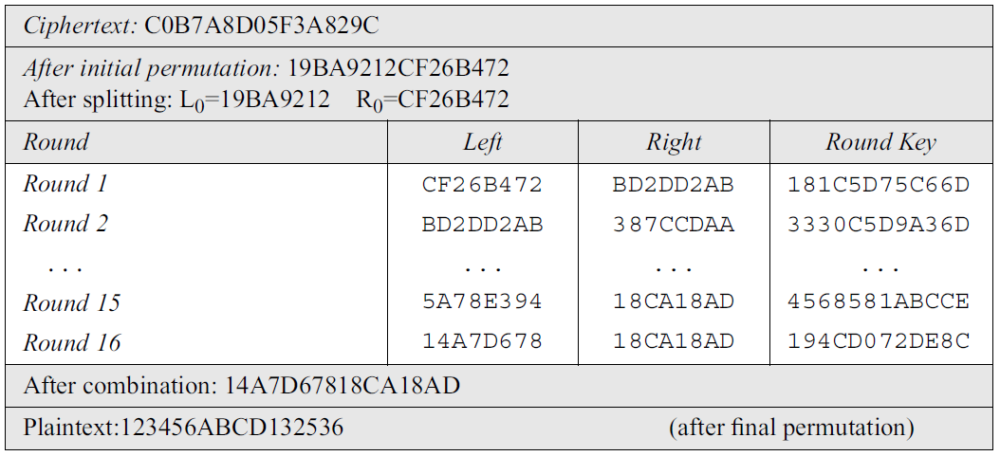 Ciphertext: C0B7A8D05F3A829C
After initial permutation: 19BA9212CF26B472
After splitting: L0=19BA9212 R0=CF26B472
Round Left Right Round Key
Round 1 CF26B472 BD2DD2AB 181C5D75C66D
Round 2 BD2DD2AB 387CCDAA 3330C5D9A36D
. . . . . . . . . . . .
Round 15 5A78E394 18CA18AD 4568581ABCCE
Round 16 14A7D678 18CA18AD 194CD072DE8C
After combination: 14A7D67818CA18AD
Plaintext:123456ABCD132536 (after final permutation)